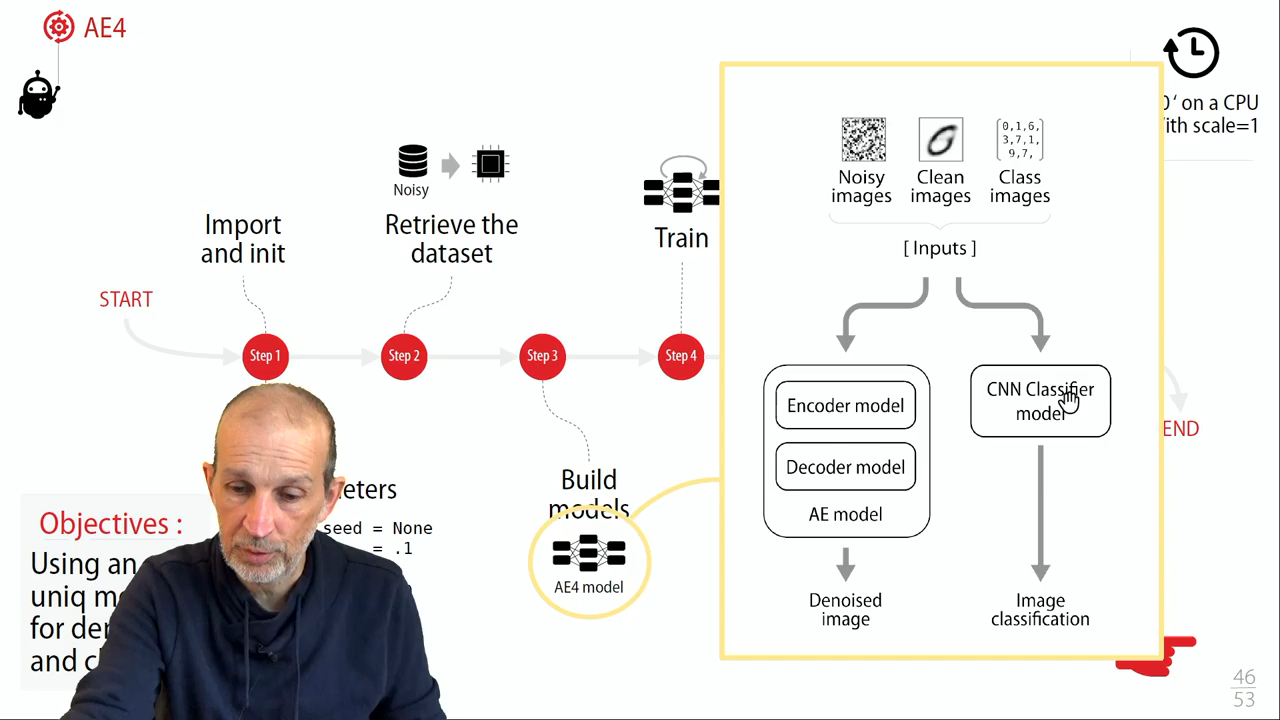 AE4
0' on a CPU
ith scale=1
Noisy
Import
and init
Retrieve the
dataset
Train
START
Step 1
Step 2
Step 3
Step 4
END
Build
models
AE4 model
eters
seed = None
= .1
Objectives :
Using an
uniq
for
and
0,1,6,
3,7,1,
9,7,
Noisy
images
Clean
images
Class
images
[ Inputs ]
Encoder model
Decoder model
AE model
CNN Classifier
model
Denoised
image
Image
classification
46
53